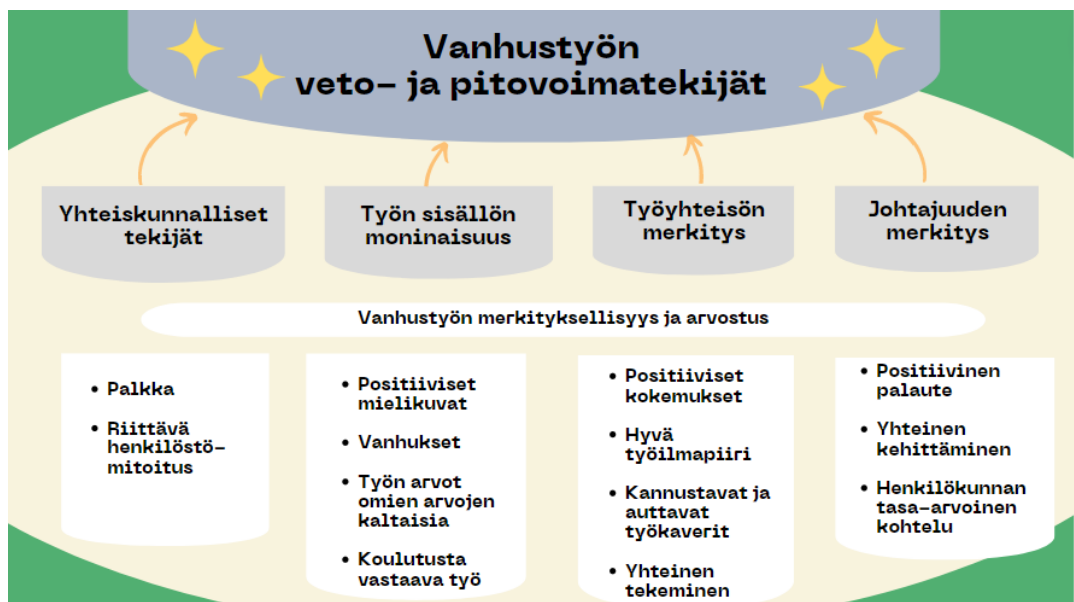 Vanhustyön
veto- ja pitovoimatekijät
Yhteiskunnalliset
tekijät
Työn sisällön
moninaisuus
Työyhteisön
merkitys
Johtajuuden
merkitys
Vanhustyön merkityksellisyys ja arvostus
• Palkka
• Riittävä
henkilöstö-
mitoitus
• Positiiviset
mielikuvat
• Vanhukset
• Työn arvot
omien arvojen
kaltaisia
• Koulutusta
vastaava työ
• Positiiviset
kokemukset
• Hyvä
työilmapiiri
• Kannustavat ja
auttavat
työkaverit
• Yhteinen
tekeminen
• Positiivinen
palaute
• Yhteinen
kehittäminen
• Henkilökunnan
tasa-arvoinen
kohtelu